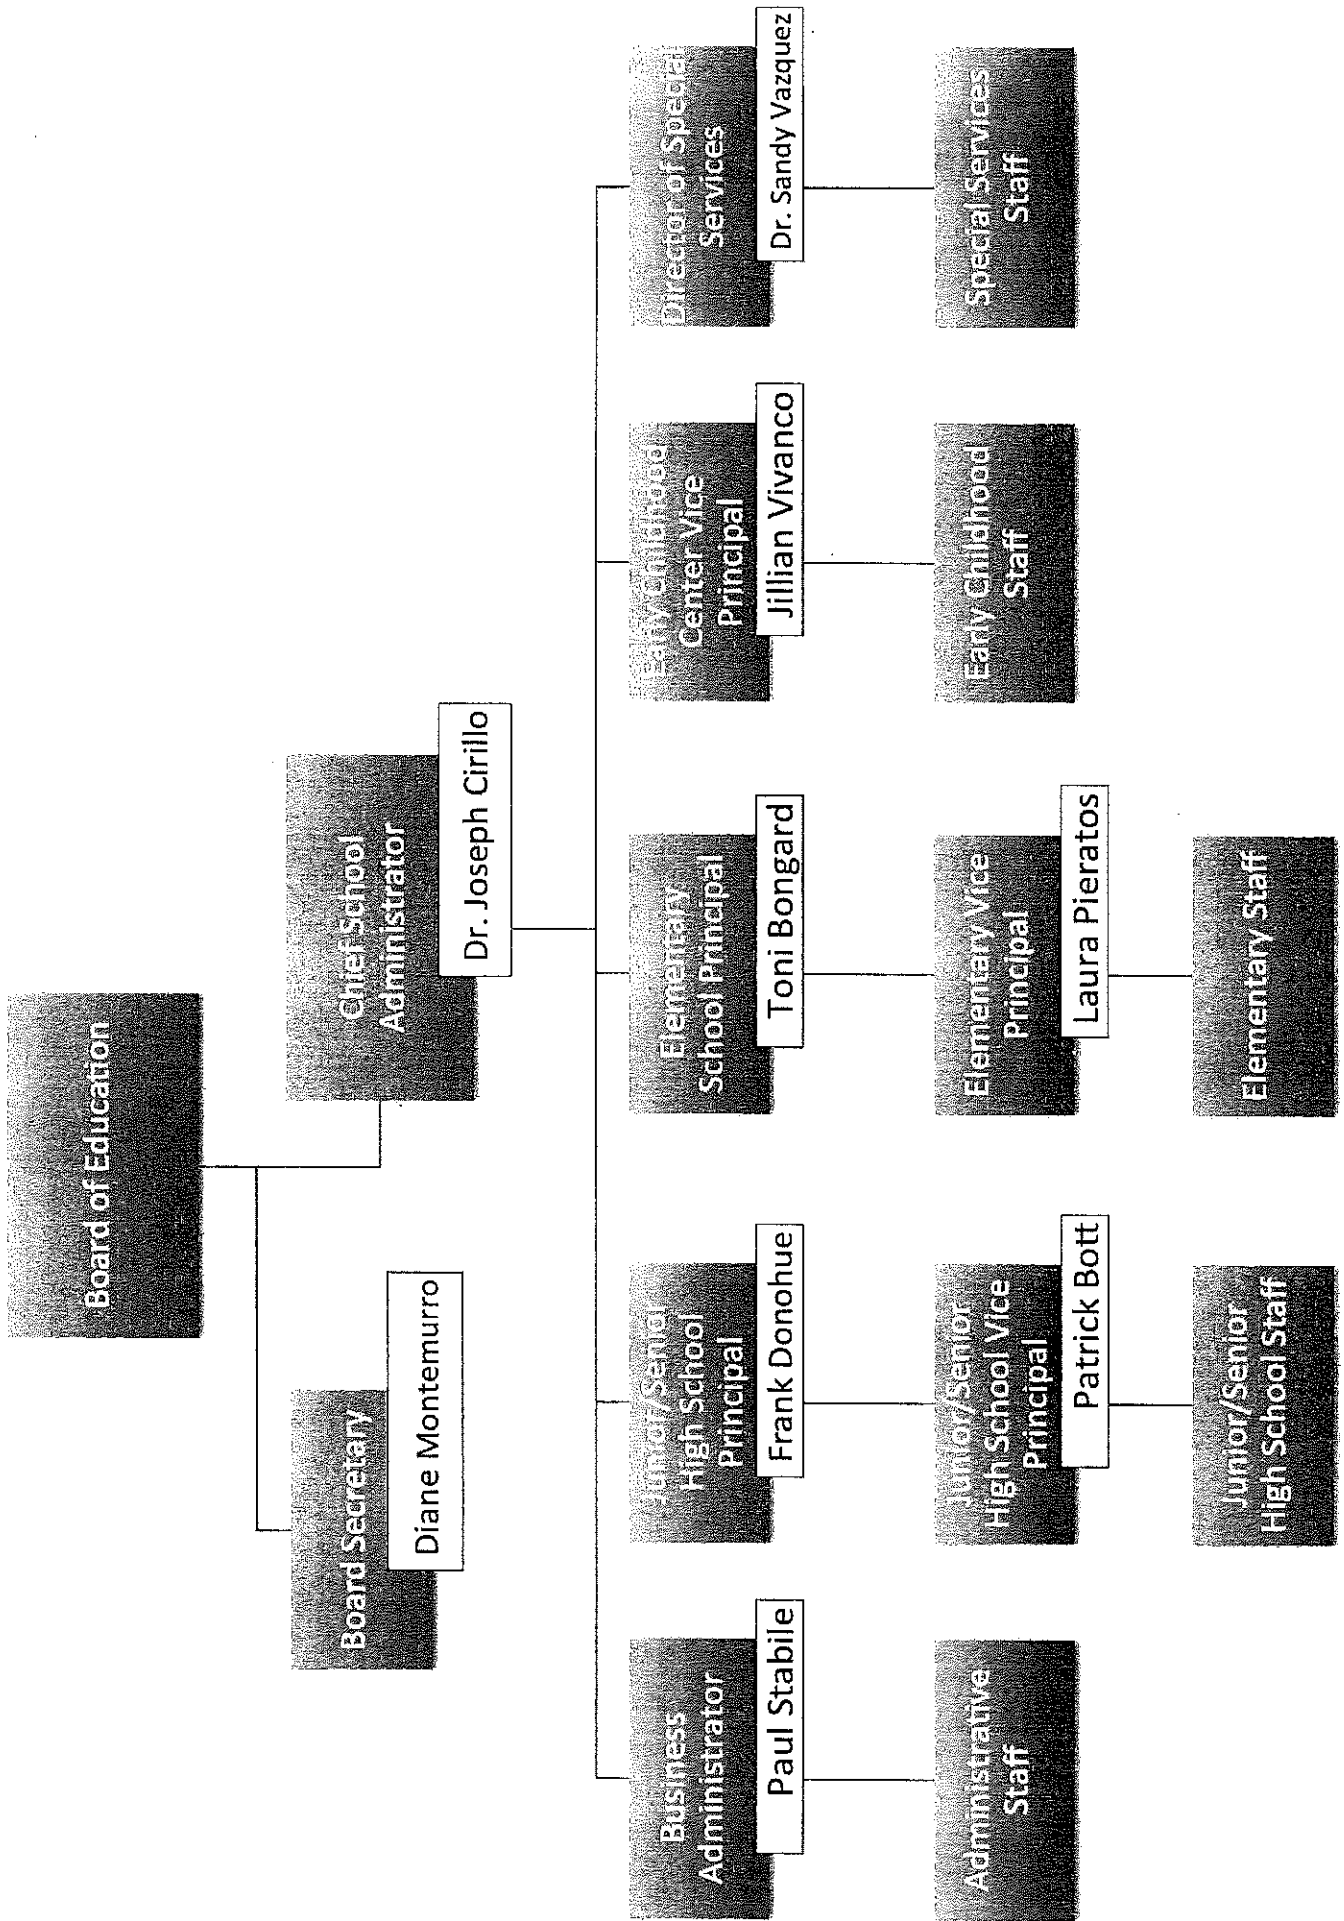 Board of Education
Board Secretary
Diane Montemurro
Chief School
Administrator
Dr. Joseph Cirillo
Business
Administrator
Paul Stabile
Junior/Senior
High School
Principal
Frank Donohue
Elementary
School Principal
Toni Bongard
Early Childhood
Center Vice
Principal
Jillian Vivanco
Director of Special
Services
Dr. Sandy Vazquez
Administrative
Staff
Junior/Senior
High School Vice
Principal
Patrick Bott
Elementary Vice
Principal
Laura Pieratos
Early Childhood
Staff
Special Services
Staff
Junior/Senior
High School Staff
Elementary Staff